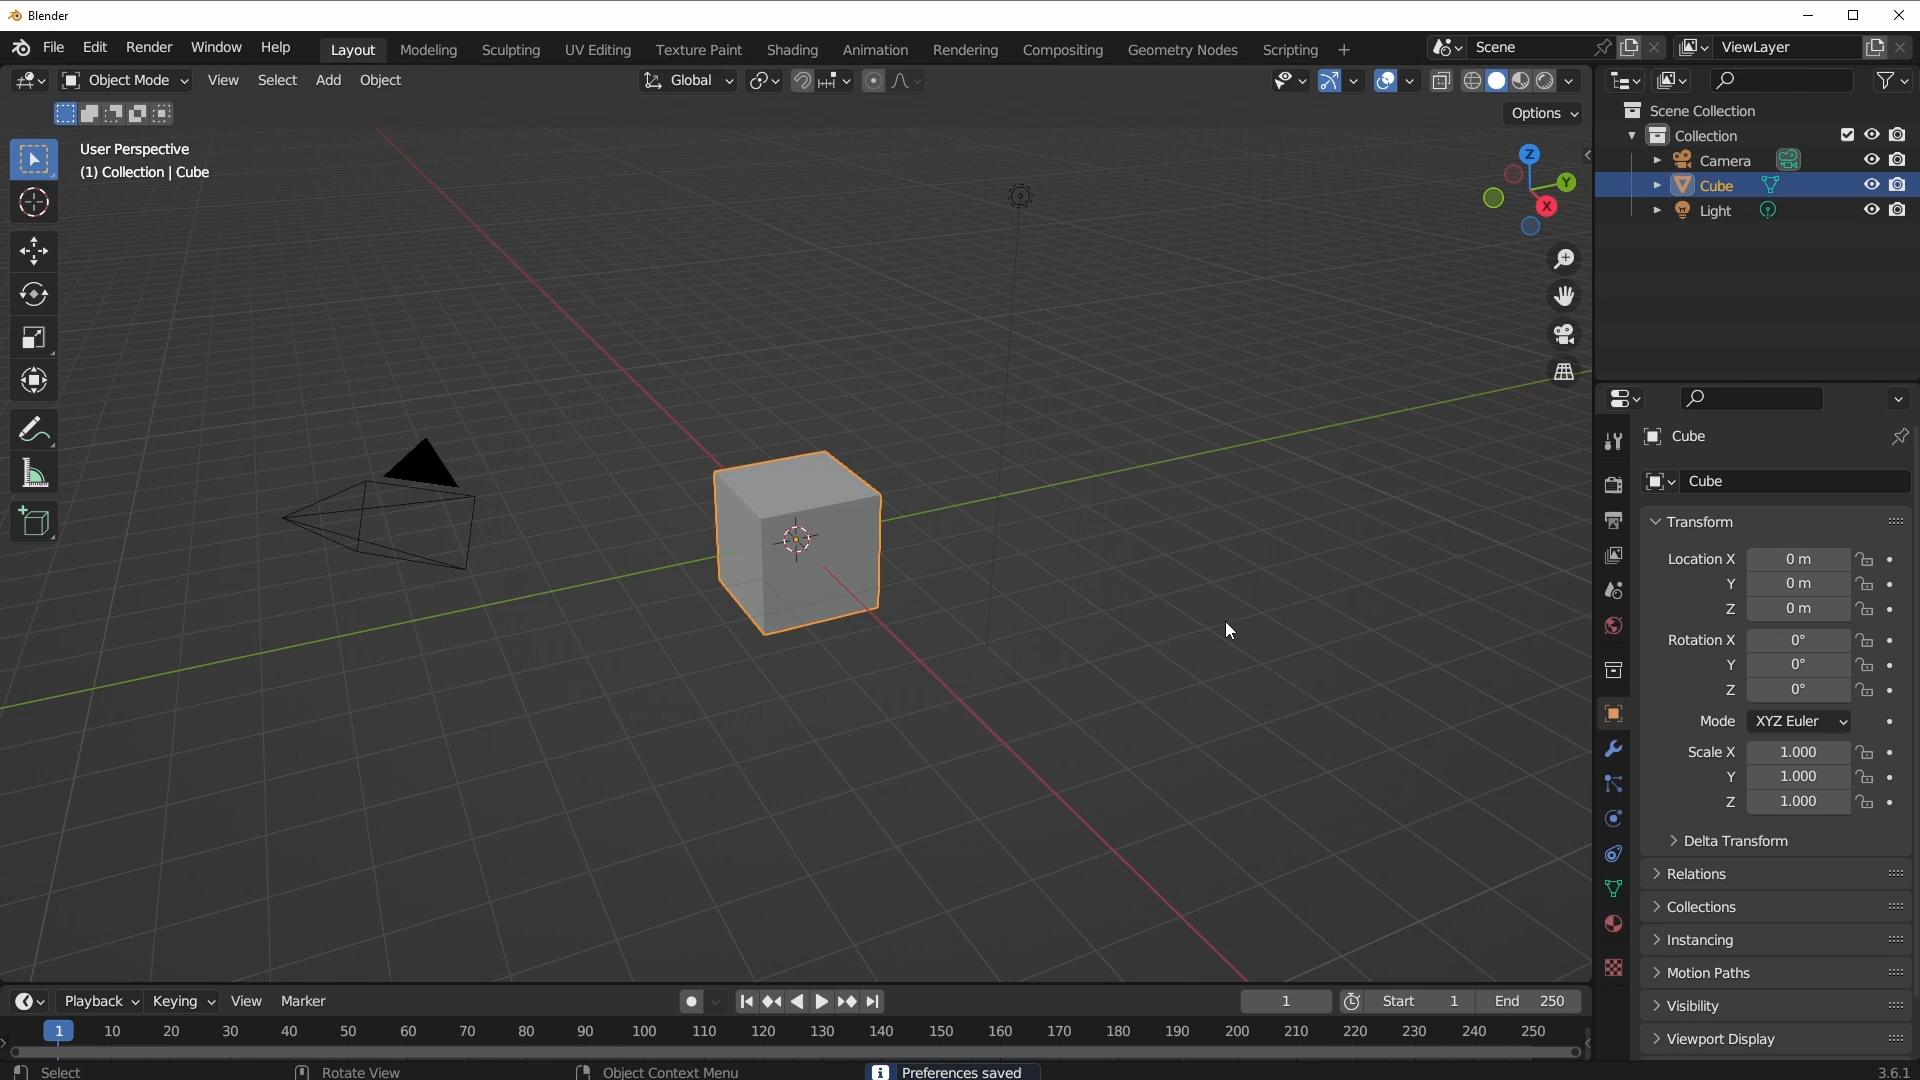 Blender
File Edit Render Window Help Layout Modeling Sculpting UV Editing Texture Paint Shading Animation Rendering Compositing Geometry Nodes Scripting + Scene ViewLayer
Object Mode View Select Add Object Global
Options
User Perspective
(1) Collection | Cube
Z
Y
X
Scene Collection
Collection
Camera
Cube
Light
Cube
Cube
Transform
Location X 0 m
Y 0 m
Z 0 m
Rotation X 0°
Y 0°
Z 0°
Mode XYZ Euler
Scale X 1.000
Y 1.000
Z 1.000
Delta Transform
Relations
Collections
Instancing
Motion Paths
Visibility
Viewport Display
Playback Keying View Marker 1 Start 1 End 250
1 10 20 30 40 50 60 70 80 90 100 110 120 130 140 150 160 170 180 190 200 210 220 230 240 250
Select Rotate View Object Context Menu Preferences saved 3.6.1